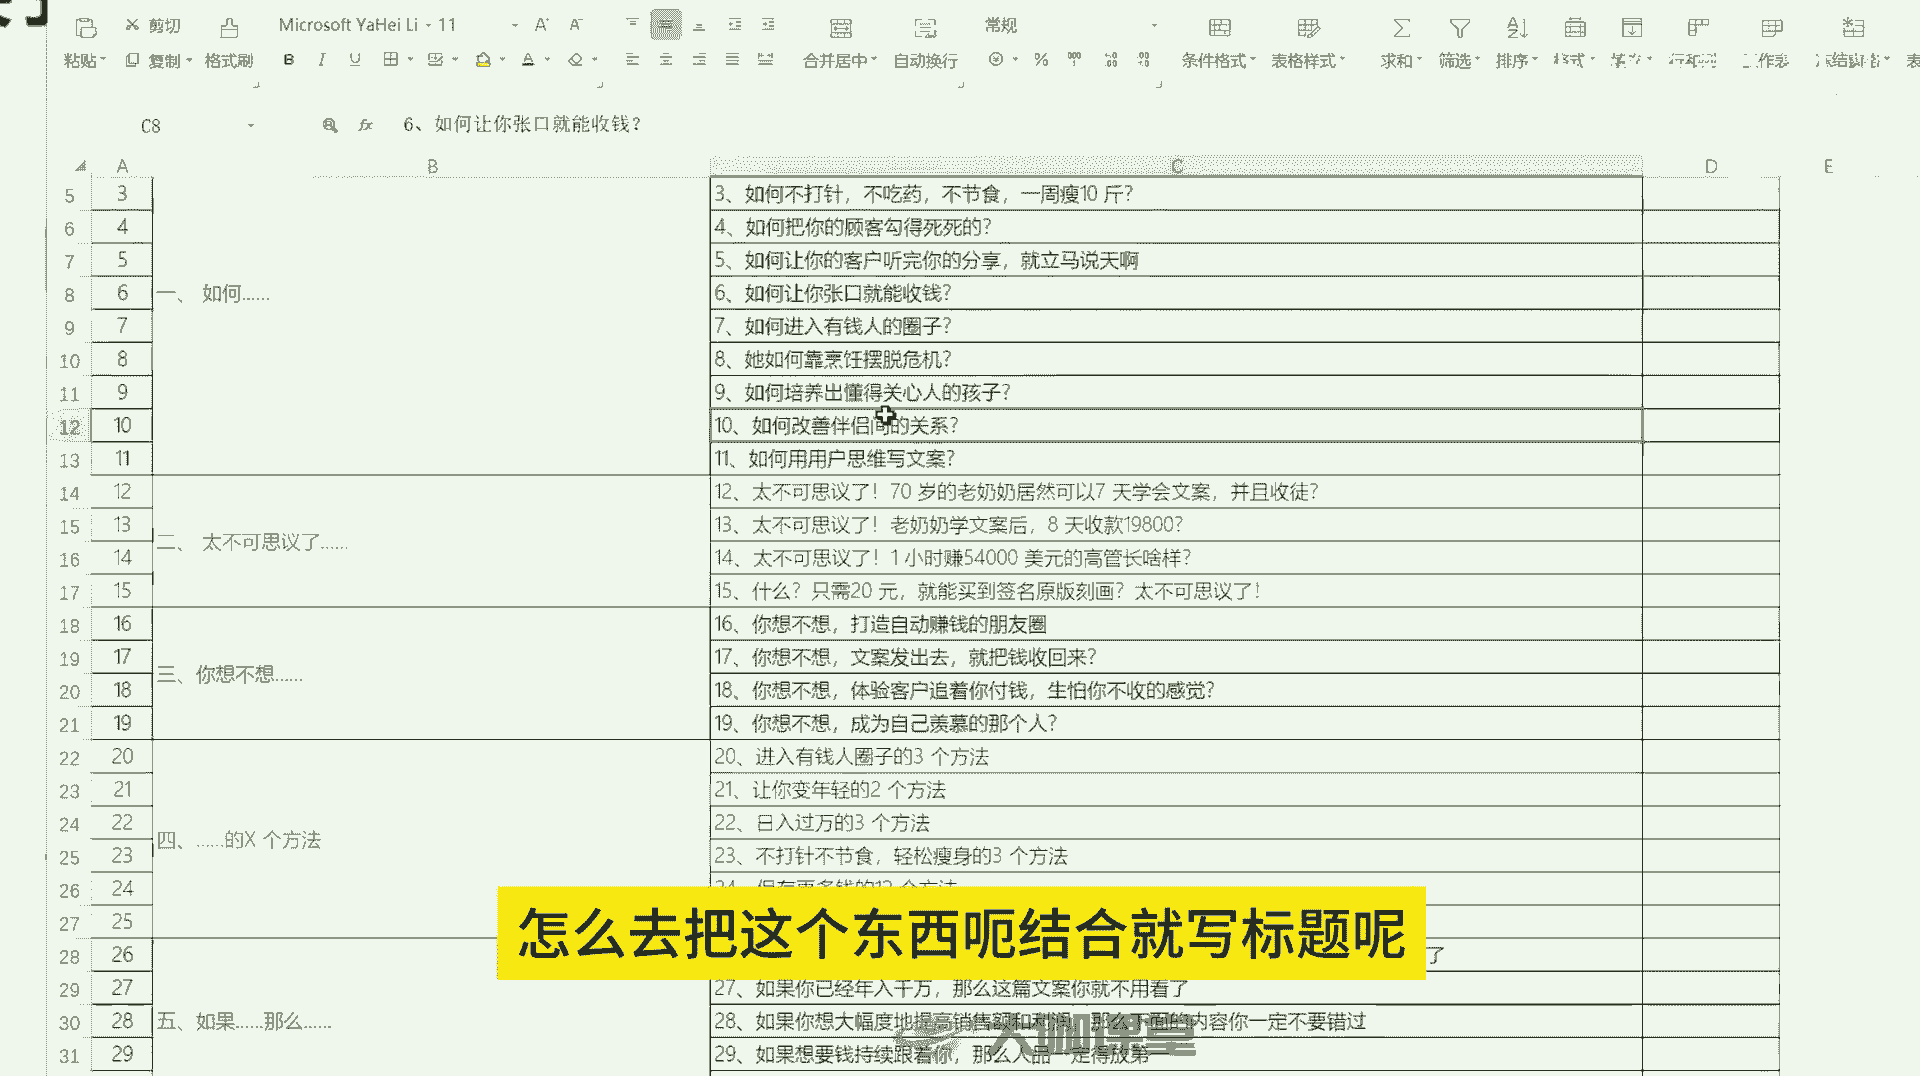 剪切 Microsoft YaHei Li 11 A⁺ A⁻ 常规
粘贴 复制 格式刷 B I U A 合并居中 自动换行 % 000 条件格式 表格样式 求和 筛选 排序 工作表 表
C8 fx 6、如何让你张口就能收钱？
A B C D E
5 3 3、如何不打针，不吃药，不节食，一周瘦10 斤？
6 4 4、如何把你的顾客勾得死死的？
7 5 5、如何让你的客户听完你的分享，就立马说天啊
8 6 一、 如何...... 6、如何让你张口就能收钱？
9 7 7、如何进入有钱人的圈子？
10 8 8、她如何靠烹饪摆脱危机？
11 9 9、如何培养出懂得关心人的孩子？
12 10 10、如何改善伴侣间的关系？
13 11 11、如何用用户思维写文案？
14 12 12、太不可思议了！70 岁的老奶奶居然可以7 天学会文案，并且收徒？
15 13 二、 太不可思议了...... 13、太不可思议了！老奶奶学文案后，8 天收款19800？
16 14 14、太不可思议了！1 小时赚54000 美元的高管长啥样？
17 15 15、什么？只需20 元，就能买到签名原版刻画？太不可思议了！
18 16 16、你想不想，打造自动赚钱的朋友圈
19 17 三、你想不想...... 17、你想不想，文案发出去，就把钱收回来？
20 18 18、你想不想，体验客户追着你付钱，生怕你不收的感觉？
21 19 19、你想不想，成为自己羡慕的那个人？
22 20 20、进入有钱人圈子的3 个方法
23 21 21、让你变年轻的2 个方法
24 22 22、日入过万的3 个方法
25 23 四、......的X 个方法 23、不打针不节食，轻松瘦身的3 个方法
26 24
27 25
怎么去把这个东西呃结合就写标题呢
28 26 了
29 27 27、如果你已经年入千万，那么这篇文案你就不用看了
30 28 五、如果......那么...... 28、如果你想大幅度地提高销售额和利润，那么下面的内容你一定不要错过
31 29 29、如果想要钱持续跟着你，那么人品一定得放第一
大咖课堂